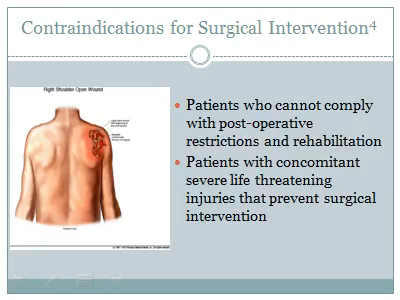 Contraindications for Surgical Intervention⁴
Right Shoulder Open Wound
• Patients who cannot comply
with post-operative
restrictions and rehabilitation
• Patients with concomitant
severe life threatening
injuries that prevent surgical
intervention